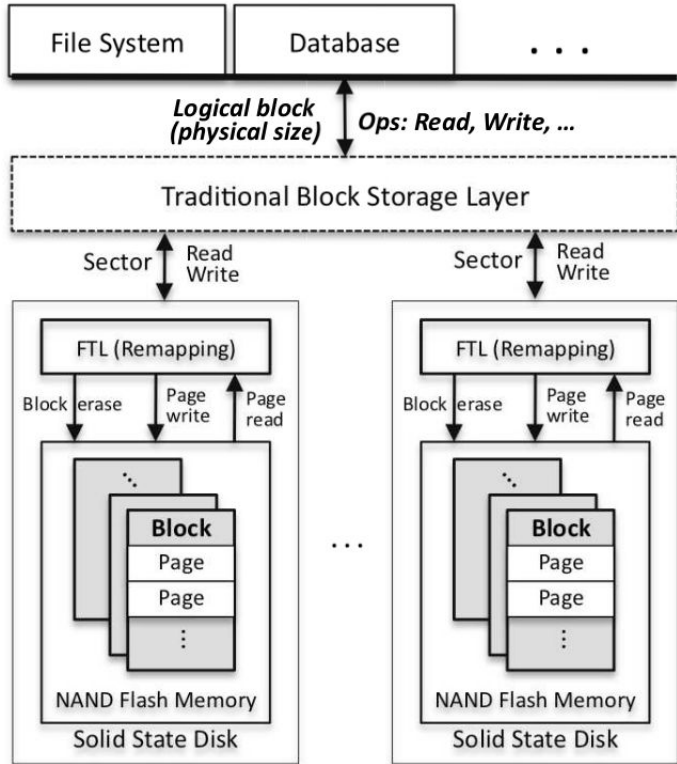 File System
Database
. . .
Logical block
(physical size)
Ops: Read, Write, ...
Traditional Block Storage Layer
Sector
Read
Write
Sector
Read
Write
FTL (Remapping)
Block erase
Page
write
Page
read
Block
Page
Page
NAND Flash Memory
Solid State Disk
...
FTL (Remapping)
Block erase
Page
write
Page
read
Block
Page
Page
NAND Flash Memory
Solid State Disk